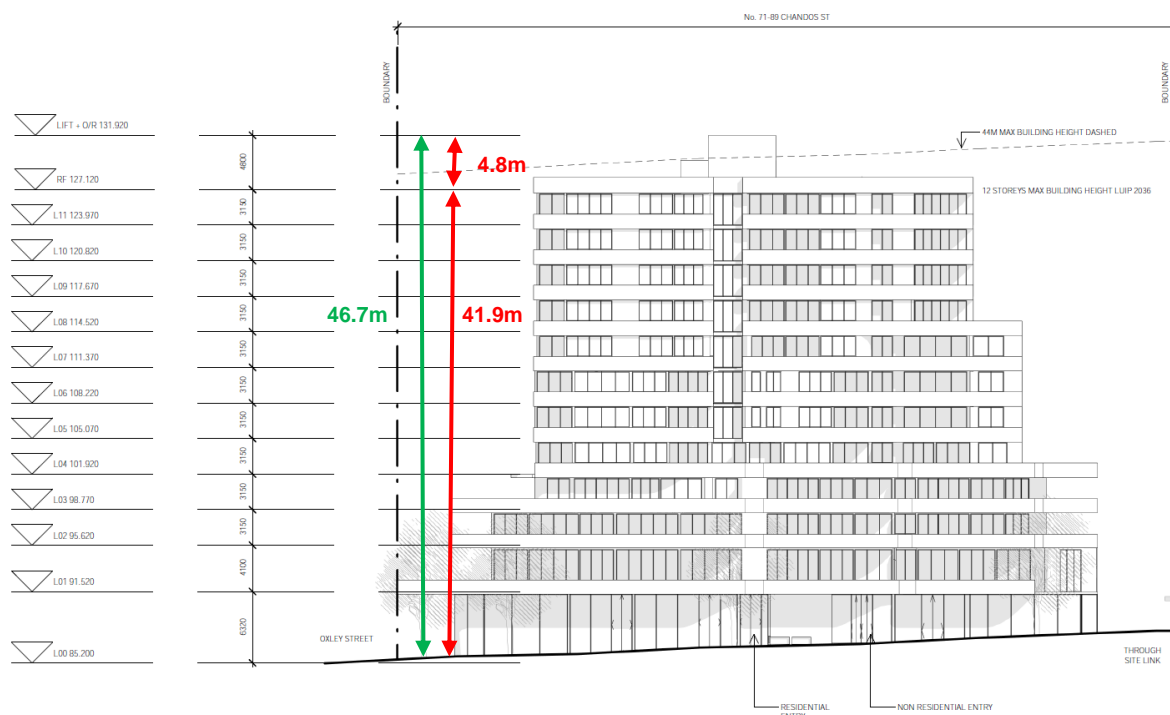 No. 71-89 CHANDOS ST
BOUNDARY
BOUNDARY
LIFT + O/R 131.920
44M MAX BUILDING HEIGHT DASHED
4800
4.8m
RF 127.120
12 STOREYS MAX BUILDING HEIGHT LUIP 2036
3150
L11 123.970
3150
L10 120.820
3150
L09 117.670
3150
46.7m
41.9m
L08 114.520
3150
L07 111.370
3150
L06 108.220
3150
L05 105.070
3150
L04 101.920
3150
L03 98.770
3150
L02 95.620
4100
L01 91.520
6320
OXLEY STREET
L00 85.200
THROUGH
SITE LINK
RESIDENTIAL
ENTRY
NON RESIDENTIAL ENTRY